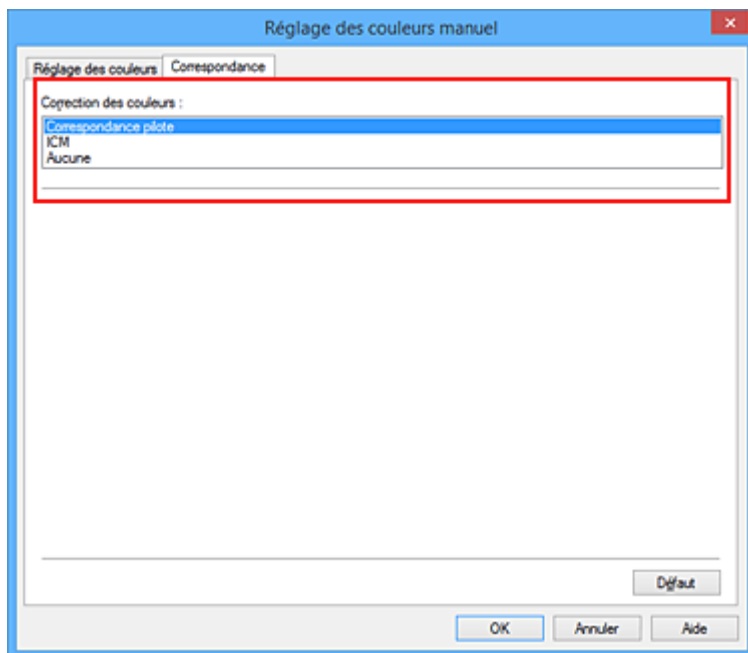 Réglage des couleurs manuel
Réglage des couleurs Correspondance
Correction des couleurs :
Correspondance pilote
ICM
Aucune
Défaut
OK Annuler Aide